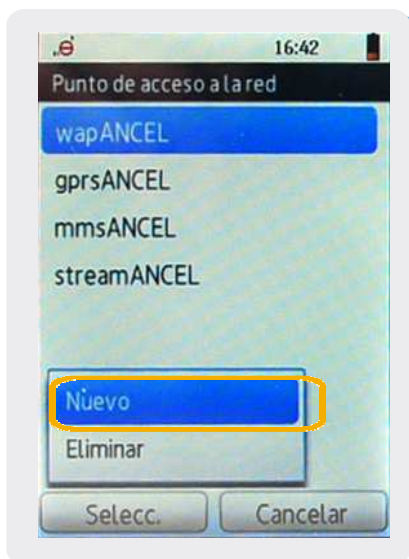 16:42
Punto de acceso a la red
wapANCEL
gprsANCEL
mmsANCEL
streamANCEL
Nuevo
Eliminar
Selecc.
Cancelar